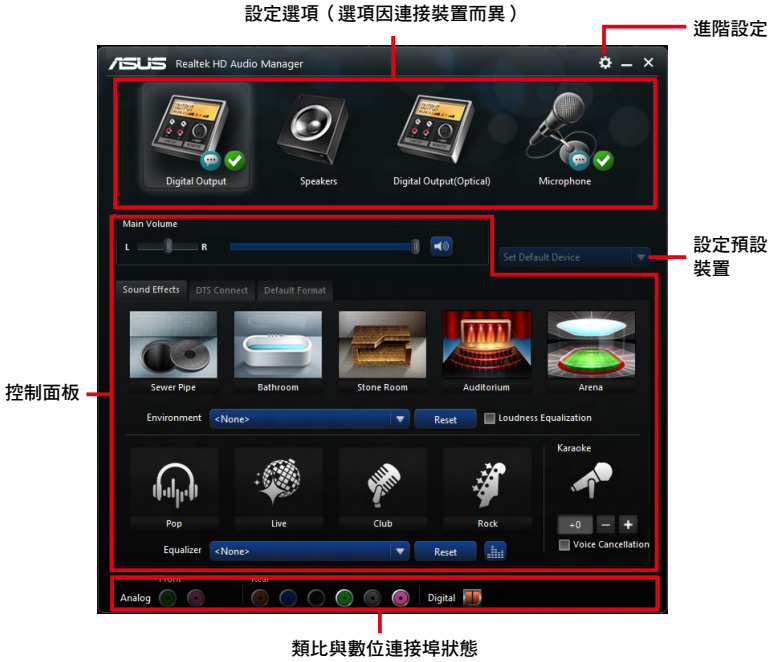 設定選項（選項因連接裝置而異）
進階設定
ASUS Realtek HD Audio Manager
Digital Output Speakers Digital Output(Optical) Microphone
Main Volume
L R
Set Default Device
設定預設
裝置
Sound Effects DTS Connect Default Format
Sewer Pipe Bathroom Stone Room Auditorium Arena
控制面板
Environment <None> Reset Loudness Equalization
Karaoke
Pop Live Club Rock
+0
Equalizer <None> Reset Voice Cancellation
Front Rear
Analog Digital
類比與數位連接埠狀態